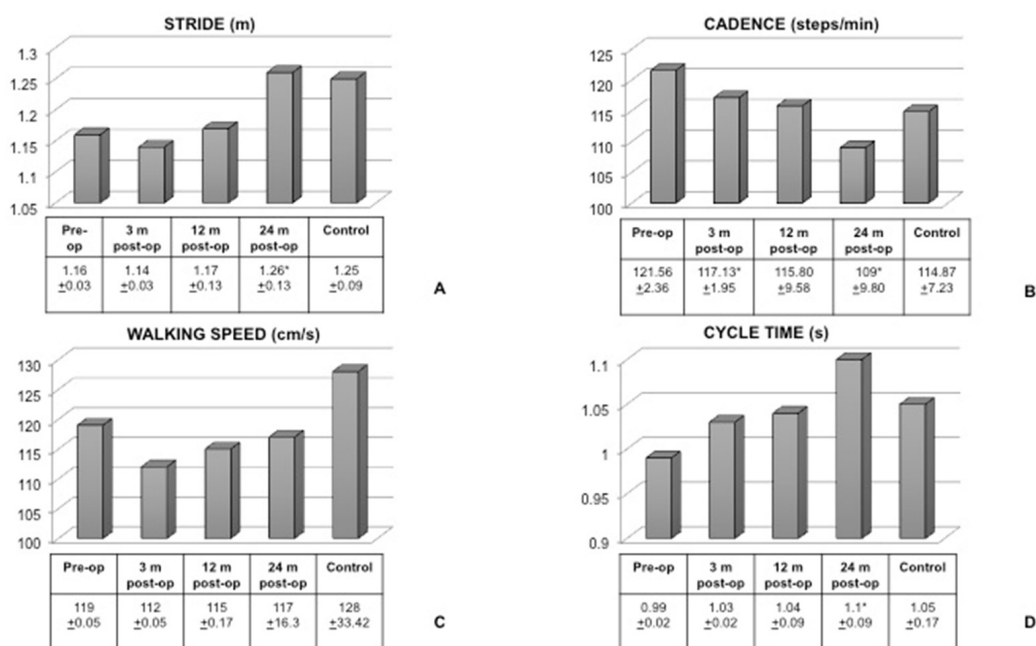 STRIDE (m)
1.3
1.25
1.2
1.15
1.1
1.05
Pre-op 3 m post-op 12 m post-op 24 m post-op Control
1.16 1.14 1.17 1.26* 1.25
±0.03 ±0.03 ±0.13 ±0.13 ±0.09
A
CADENCE (steps/min)
125
120
115
110
105
100
Pre-op 3 m post-op 12 m post-op 24 m post-op Control
121.56 117.13* 115.80 109* 114.87
±2.36 ±1.95 ±9.58 ±9.80 ±7.23
B
WALKING SPEED (cm/s)
130
125
120
115
110
105
100
Pre-op 3 m post-op 12 m post-op 24 m post-op Control
119 112 115 117 128
±0.05 ±0.05 ±0.17 ±16.3 ±33.42
C
CYCLE TIME (s)
1.1
1.05
1
0.95
0.9
Pre-op 3 m post-op 12 m post-op 24 m post-op Control
0.99 1.03 1.04 1.1* 1.05
±0.02 ±0.02 ±0.09 ±0.09 ±0.17
D